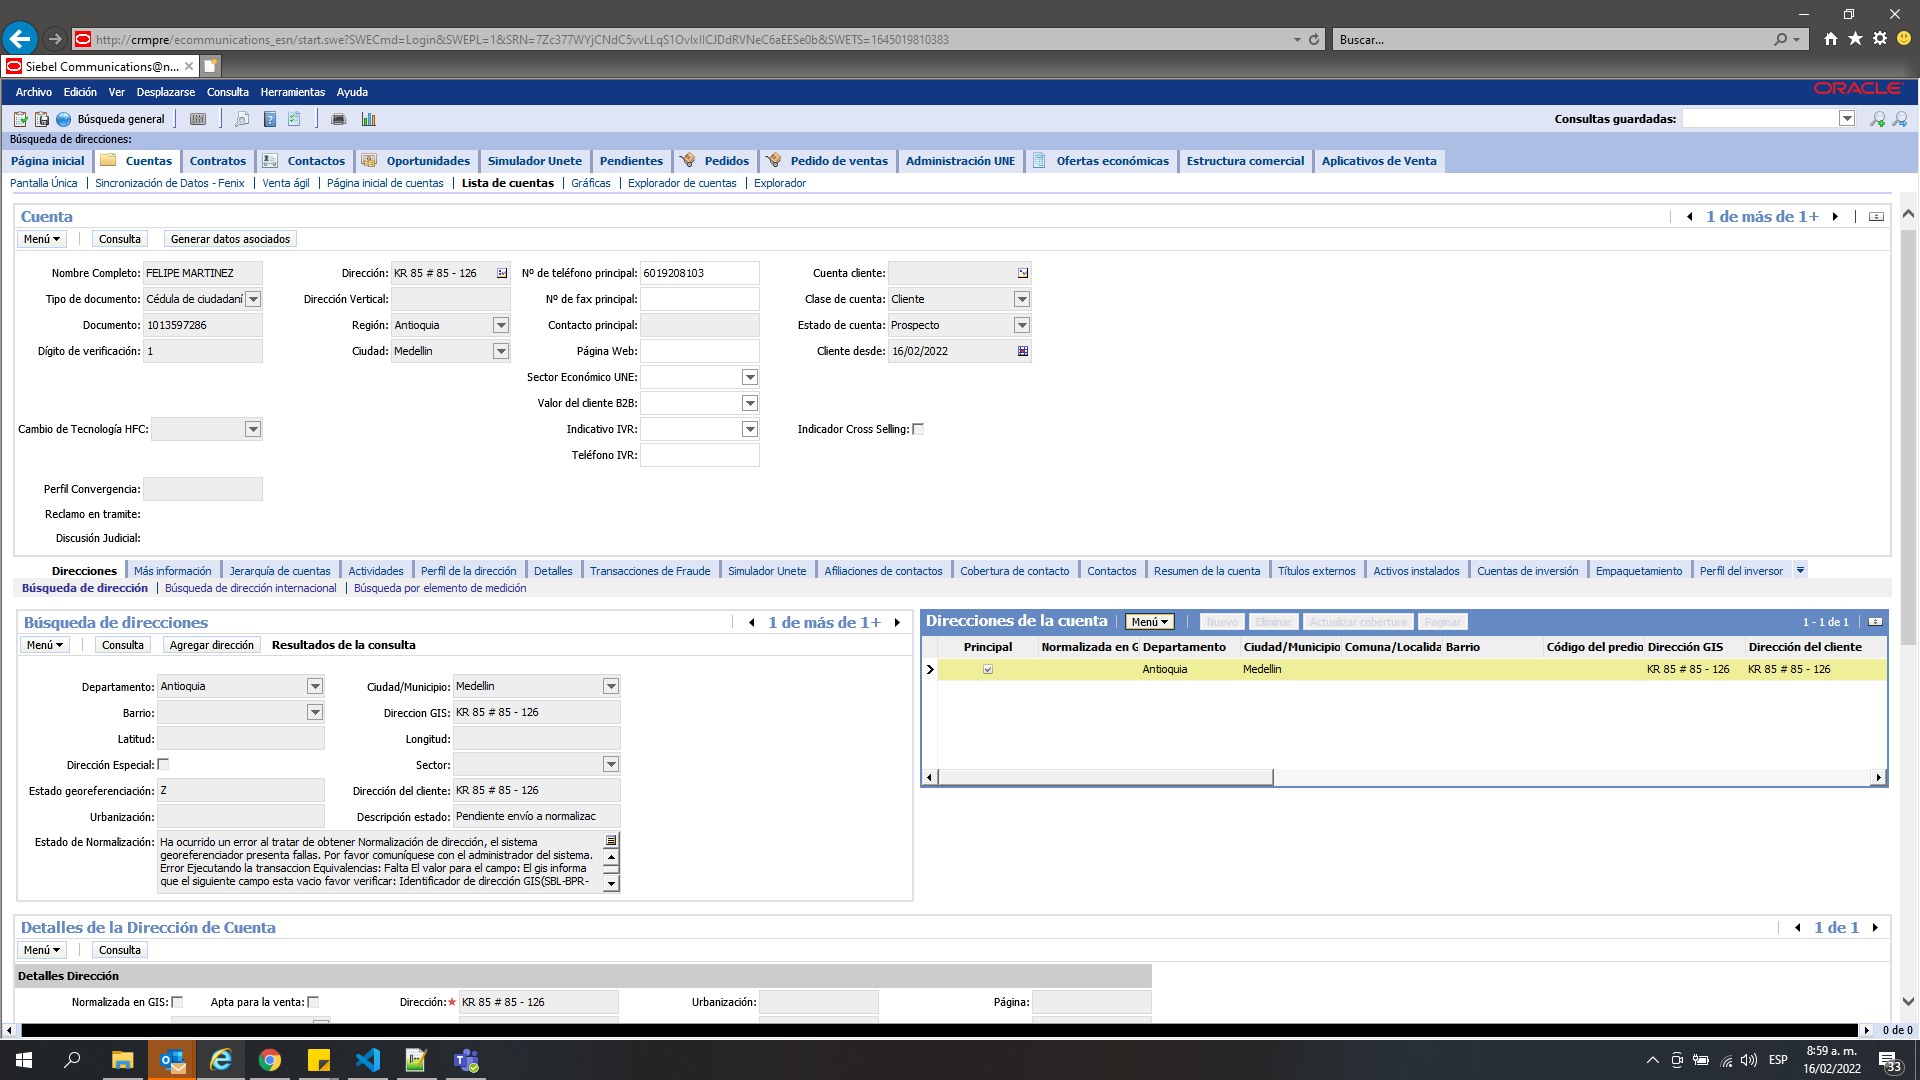 http://crmpre/ecommunications_esn/start.swe?SWECmd=Login&SWEPL=1&SRN=7Zc377WYjCNdC5vvLLqS1OvIxIlCJDdRVNeC6aEESe0b&SWETS=1645019810383
Buscar...
Siebel Communications@n...
Archivo Edición Ver Desplazarse Consulta Herramientas Ayuda
ORACLE
Búsqueda general
Consultas guardadas:
Búsqueda de direcciones:
Página inicial Cuentas Contratos Contactos Oportunidades Simulador Unete Pendientes Pedidos Pedido de ventas Administración UNE Ofertas económicas Estructura comercial Aplicativos de Venta
Pantalla Única Sincronización de Datos - Fenix Venta ágil Página inicial de cuentas Lista de cuentas Gráficas Explorador de cuentas Explorador
Cuenta
1 de más de 1+
Menú Consulta Generar datos asociados
Nombre Completo: FELIPE MARTINEZ Dirección: KR 85 # 85 - 126 Nº de teléfono principal: 6019208103 Cuenta cliente:
Tipo de documento: Cédula de ciudadaní Dirección Vertical: Nº de fax principal: Clase de cuenta: Cliente
Documento: 1013597286 Región: Antioquia Contacto principal: Estado de cuenta: Prospecto
Dígito de verificación: 1 Ciudad: Medellin Página Web: Cliente desde: 16/02/2022
Sector Económico UNE:
Valor del cliente B2B:
Cambio de Tecnología HFC: Indicativo IVR: Indicador Cross Selling:
Teléfono IVR:
Perfil Convergencia:
Reclamo en tramite:
Discusión Judicial:
Direcciones Más información Jerarquía de cuentas Actividades Perfil de la dirección Detalles Transacciones de Fraude Simulador Unete Afiliaciones de contactos Cobertura de contacto Contactos Resumen de la cuenta Títulos externos Activos instalados Cuentas de inversión Empaquetamiento Perfil del inversor
Búsqueda de dirección Búsqueda de dirección internacional Búsqueda por elemento de medición
Búsqueda de direcciones
1 de más de 1+
Menú Consulta Agregar dirección Resultados de la consulta
Departamento: Antioquia Ciudad/Municipio: Medellin
Barrio: Direccion GIS: KR 85 # 85 - 126
Latitud: Longitud:
Dirección Especial: Sector:
Estado georeferenciación: Z Dirección del cliente: KR 85 # 85 - 126
Urbanización: Descripción estado: Pendiente envío a normalizac
Estado de Normalización: Ha ocurrido un error al tratar de obtener Normalización de dirección, el sistema
georeferenciador presenta fallas. Por favor comuníquese con el administrador del sistema.
Error Ejecutando la transaccion Equivalencias: Falta El valor para el campo: El gis informa
que el siguiente campo esta vacio favor verificar: Identificador de dirección GIS(SBL-BPR-
Direcciones de la cuenta Menú Nuevo Eliminar Actualizar cobertura Paginar 1 - 1 de 1
Principal Normalizada en G Departamento Ciudad/Municipio Comuna/Localida Barrio Código del predio Dirección GIS Dirección del cliente
Antioquia Medellin KR 85 # 85 - 126 KR 85 # 85 - 126
Detalles de la Dirección de Cuenta
1 de 1
Menú Consulta
Detalles Dirección
Normalizada en GIS: Apta para la venta: Dirección:★ KR 85 # 85 - 126 Urbanización: Página:
0 de 0
ESP
8:59 a. m.
16/02/2022
33